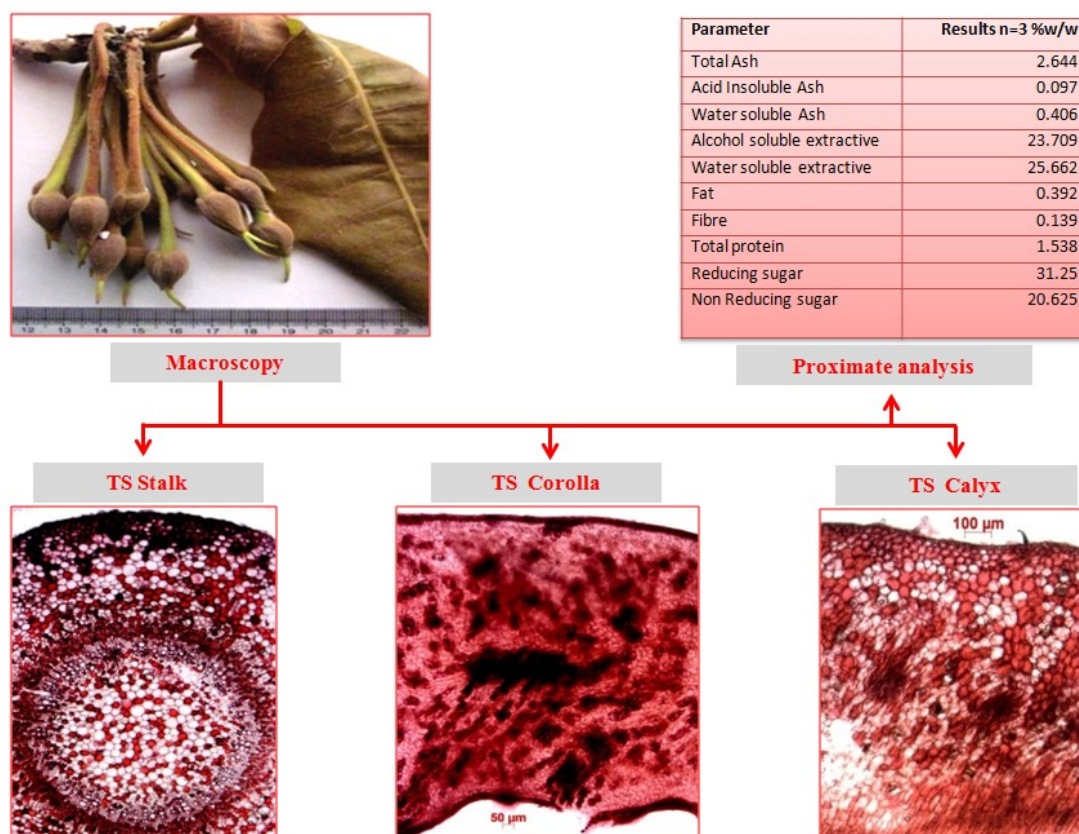 Parameter Results n=3 %w/w
Total Ash 2.644
Acid Insoluble Ash 0.097
Water soluble Ash 0.406
Alcohol soluble extractive 23.709
Water soluble extractive 25.662
Fat 0.392
Fibre 0.139
Total protein 1.538
Reducing sugar 31.25
Non Reducing sugar 20.625
12 13 14 15 16 17 18 19 20 21 22
Macroscopy
Proximate analysis
TS Stalk
TS Corolla
TS Calyx
100 µm
50 µm